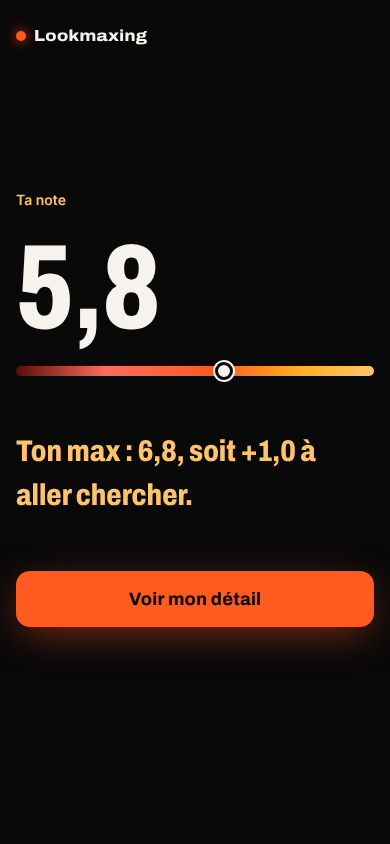 Lookmaxing
Ta note
5,8
Ton max : 6,8, soit +1,0 à
aller chercher.
Voir mon détail